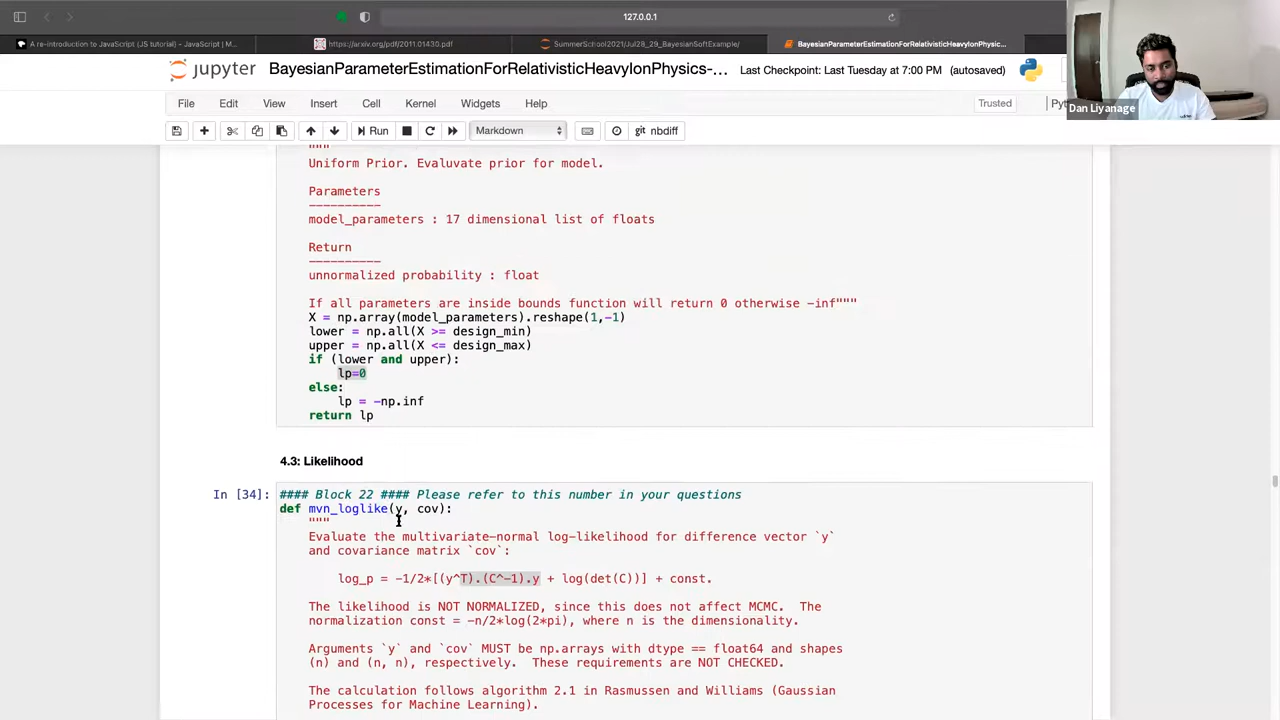 127.0.0.1
A re-introduction to JavaScript (JS tutorial) – JavaScript | M...
https://arxiv.org/pdf/2011.01430.pdf
SummerSchool2021/Jul28_29_BayesianSoftExample/
BayesianParameterEstimationForRelativisticHeavyIonPhysic...
jupyter BayesianParameterEstimationForRelativisticHeavyIonPhysics-... Last Checkpoint: Last Tuesday at 7:00 PM (autosaved)
Dan Liyanage
File Edit View Insert Cell Kernel Widgets Help Trusted
Run Markdown git nbdiff
"""
Uniform Prior. Evaluvate prior for model.
Parameters
----------
model_parameters : 17 dimensional list of floats
Return
----------
unnormalized probability : float
If all parameters are inside bounds function will return 0 otherwise -inf"""
X = np.array(model_parameters).reshape(1,-1)
lower = np.all(X >= design_min)
upper = np.all(X <= design_max)
if (lower and upper):
lp=0
else:
lp = -np.inf
return lp
4.3: Likelihood
In [34]: #### Block 22 #### Please refer to this number in your questions
def mvn_loglike(y, cov):
"""
Evaluate the multivariate-normal log-likelihood for difference vector `y`
and covariance matrix `cov`:
log_p = -1/2*[(y^T).(C^-1).y + log(det(C))] + const.
The likelihood is NOT NORMALIZED, since this does not affect MCMC. The
normalization const = -n/2*log(2*pi), where n is the dimensionality.
Arguments `y` and `cov` MUST be np.arrays with dtype == float64 and shapes
(n) and (n, n), respectively. These requirements are NOT CHECKED.
The calculation follows algorithm 2.1 in Rasmussen and Williams (Gaussian
Processes for Machine Learning).